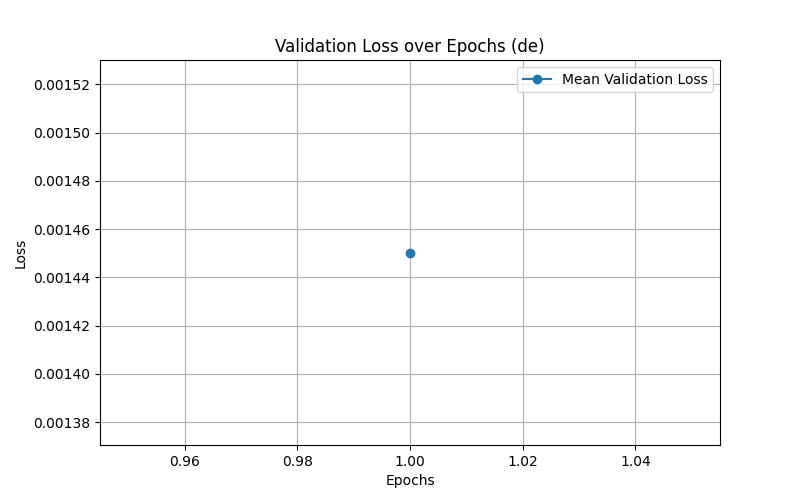 Validation Loss over Epochs (de)
Mean Validation Loss
0.00152
0.00150
0.00148
0.00146
0.00144
0.00142
0.00140
0.00138
Loss
0.96 0.98 1.00 1.02 1.04
Epochs